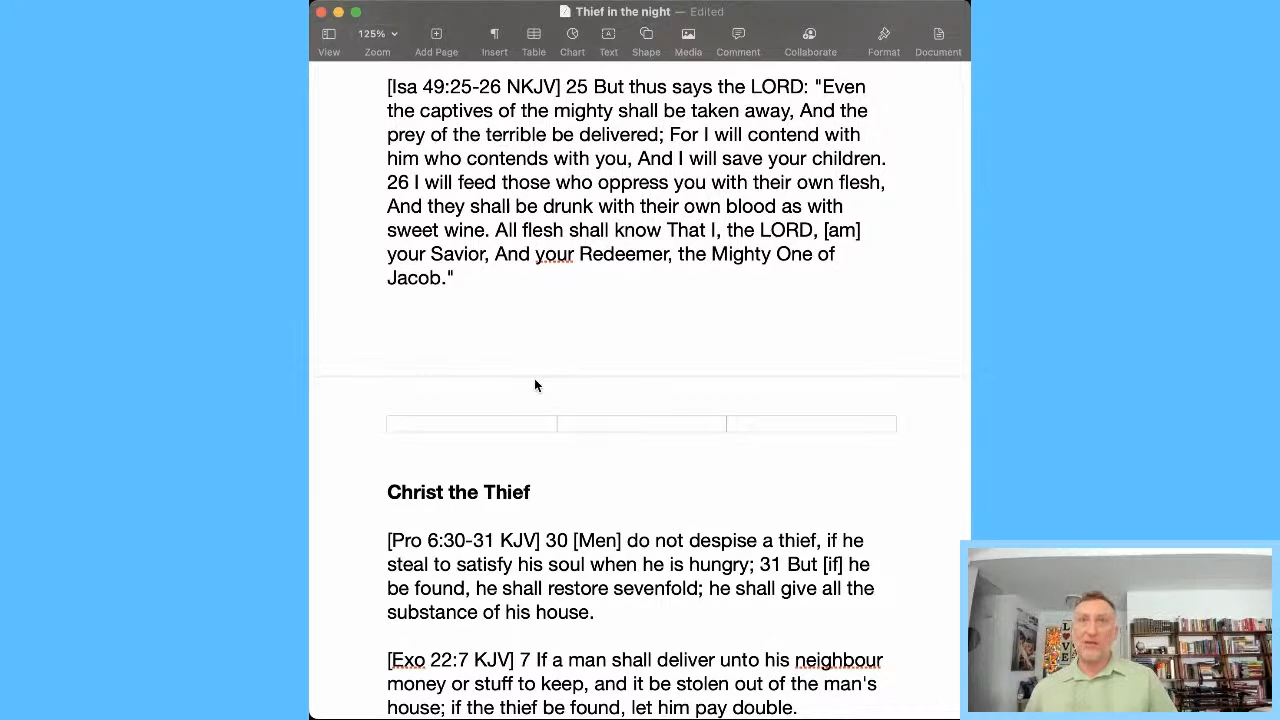 Thief in the night — Edited
125%
View
Zoom
Add Page
Insert
Table
Chart
Text
Shape
Media
Comment
Collaborate
Format
Document
[Isa 49:25-26 NKJV] 25 But thus says the LORD: "Even
the captives of the mighty shall be taken away, And the
prey of the terrible be delivered; For I will contend with
him who contends with you, And I will save your children.
26 I will feed those who oppress you with their own flesh,
And they shall be drunk with their own blood as with
sweet wine. All flesh shall know That I, the LORD, [am]
your Savior, And your Redeemer, the Mighty One of
Jacob."
Christ the Thief
[Pro 6:30-31 KJV] 30 [Men] do not despise a thief, if he
steal to satisfy his soul when he is hungry; 31 But [if] he
be found, he shall restore sevenfold; he shall give all the
substance of his house.
[Exo 22:7 KJV] 7 If a man shall deliver unto his neighbour
money or stuff to keep, and it be stolen out of the man's
house; if the thief be found, let him pay double.